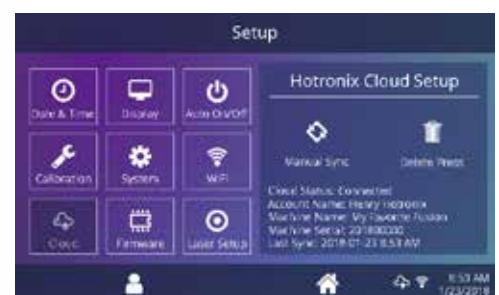 Setup
Date & Time
Display
Auto On/Off
Hotronix Cloud Setup
Calibration
System
WiFi
Manual Sync
Delete Press
Cloud
Firmware
Laser Setup
Cloud Status: Connected
Account Name: Henry Hotronix
Machine Name: My Favorite Fusion
Machine Serial: 201800000
Last Sync: 2018-01-23 8:53 AM
8:53 AM
1/23/2018